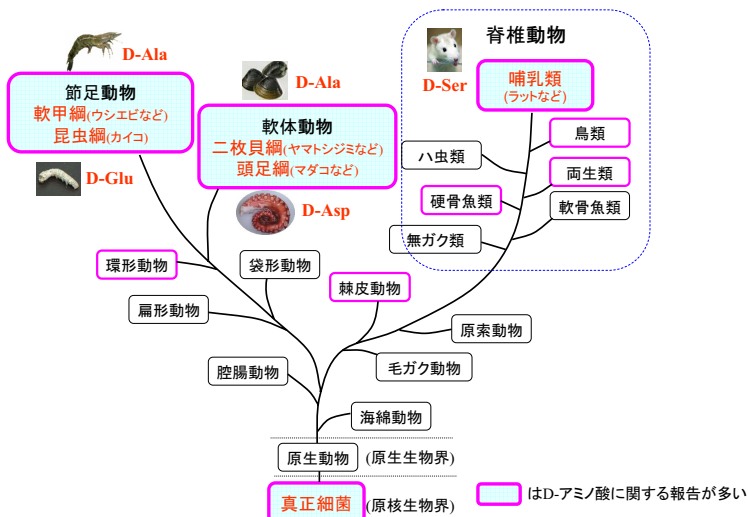 脊椎動物
D-Ala
節足動物
軟甲綱(ウシエビなど)
昆虫綱(カイコ)
D-Glu
D-Ala
軟体動物
二枚貝綱(ヤマトシジミなど)
頭足綱(マダコなど)
D-Asp
D-Ser
哺乳類
(ラットなど)
鳥類
ハ虫類
両生類
硬骨魚類
軟骨魚類
無ガク類
環形動物
袋形動物
棘皮動物
扁形動物
原索動物
腔腸動物
毛ガク動物
海綿動物
原生動物 (原生生物界)
真正細菌 (原核生物界)
はD-アミノ酸に関する報告が多い